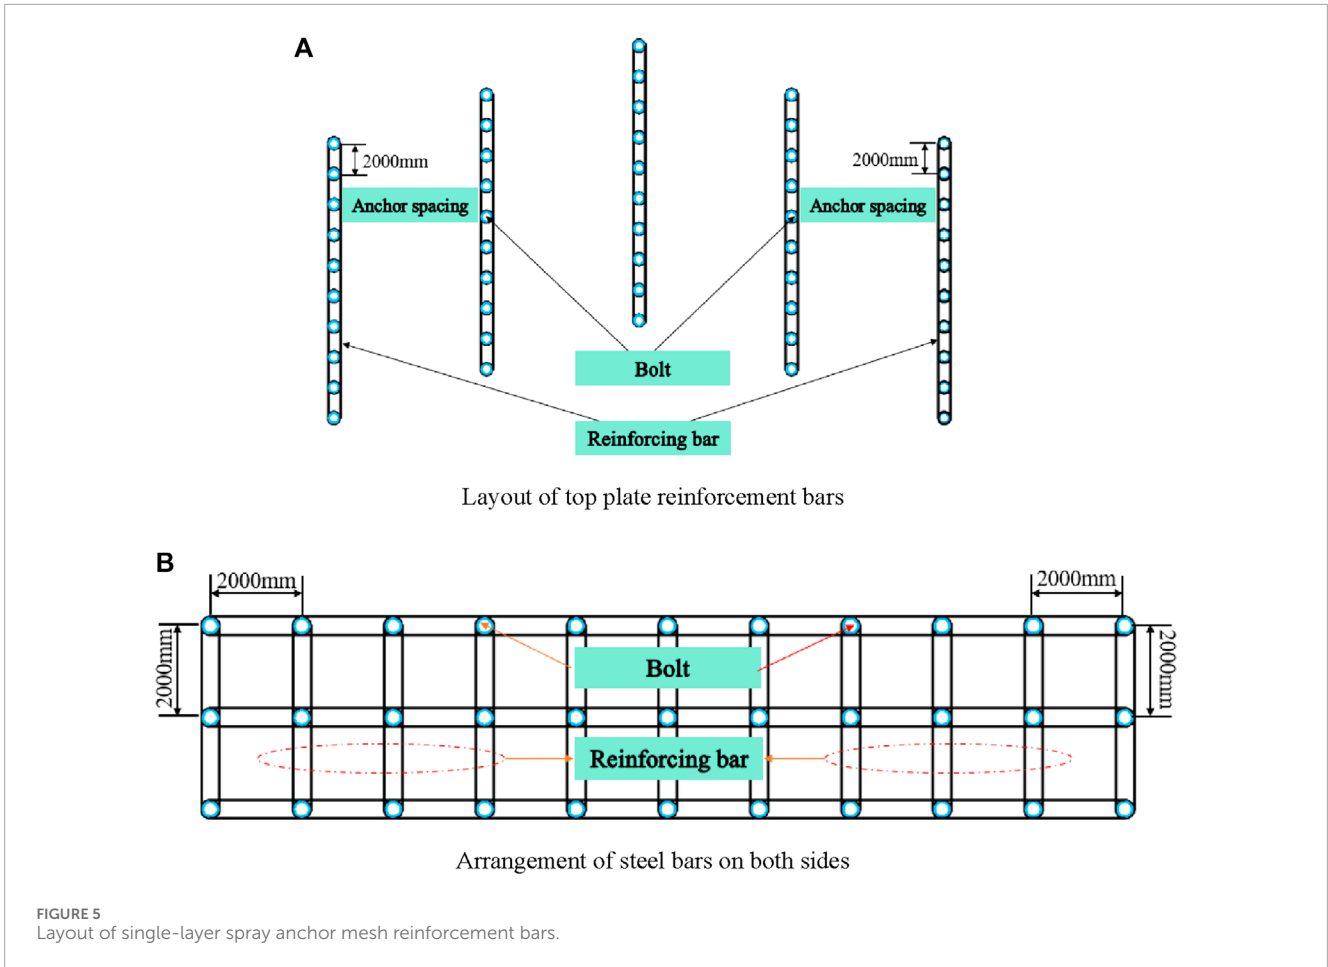 A
2000mm
2000mm
Anchor spacing
Anchor spacing
Bolt
Reinforcing bar
Layout of top plate reinforcement bars
B
2000mm
2000mm
2000mm
2000mm
Bolt
Reinforcing bar
Arrangement of steel bars on both sides
FIGURE 5
Layout of single-layer spray anchor mesh reinforcement bars.